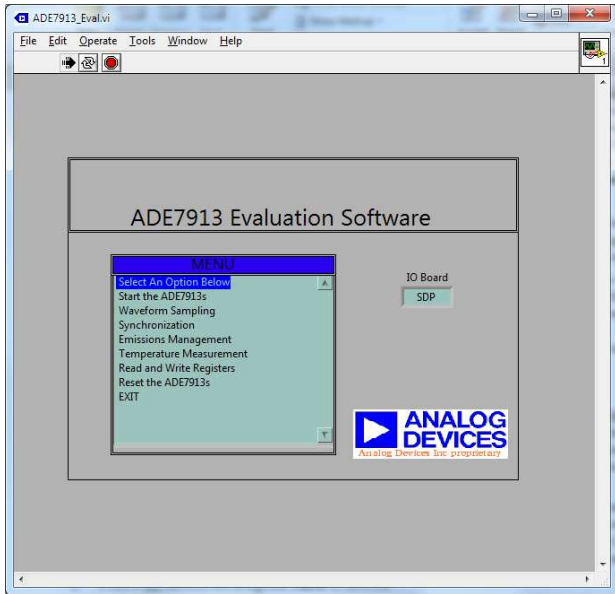 ADE7913_Eval.vi
File Edit Operate Tools Window Help
1
ADE7913 Evaluation Software
MENU
Select An Option Below
Start the ADE7913s
Waveform Sampling
Synchronization
Emissions Management
Temperature Measurement
Read and Write Registers
Reset the ADE7913s
EXIT
IO Board
SDP
ANALOG
DEVICES
Analog Devices Inc proprietary